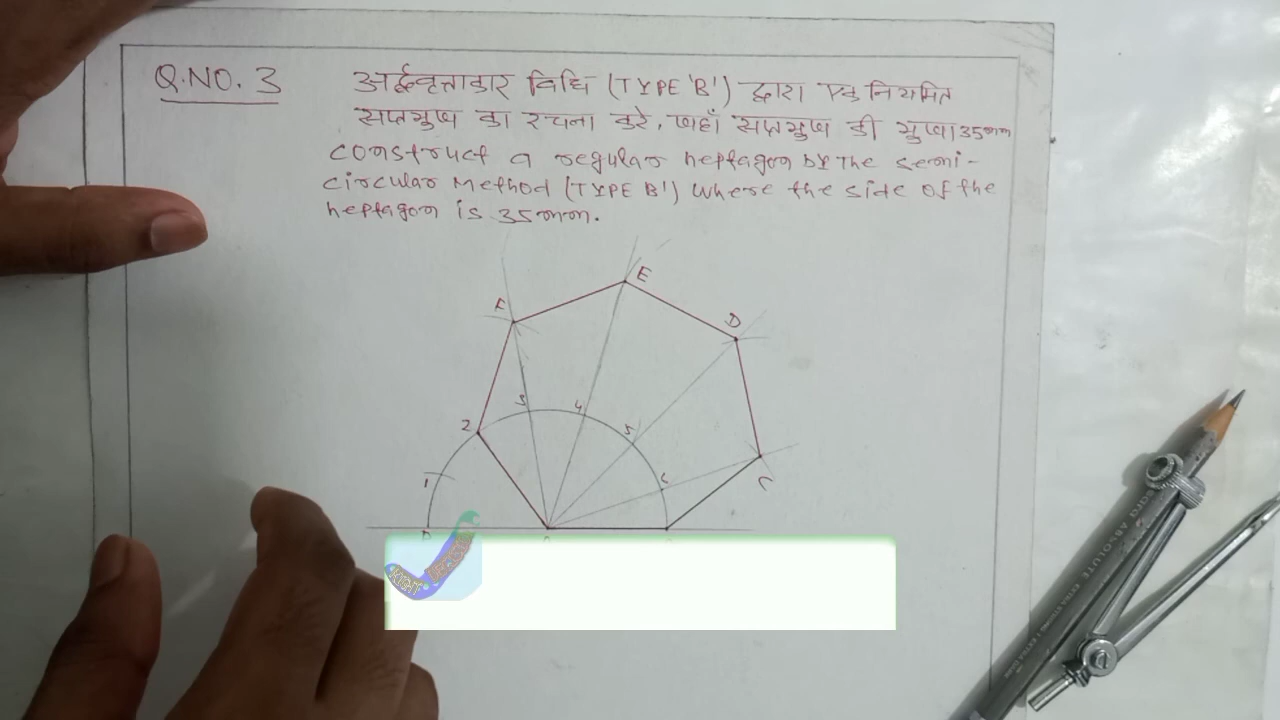 Q.NO. 3
अर्द्धवृत्ताकार विधि (TYPE 'B') द्वारा एक नियमित
सप्तभुज का रचना करे, जहाँ सप्तभुज की भुजा 35mm
construct a regular heptagon by the semi-
circular Method (TYPE B') where the side of the
heptagon is 35mm.
E
F
D
3
4
2
5
1
6
C
P
RIGHT DRAWING